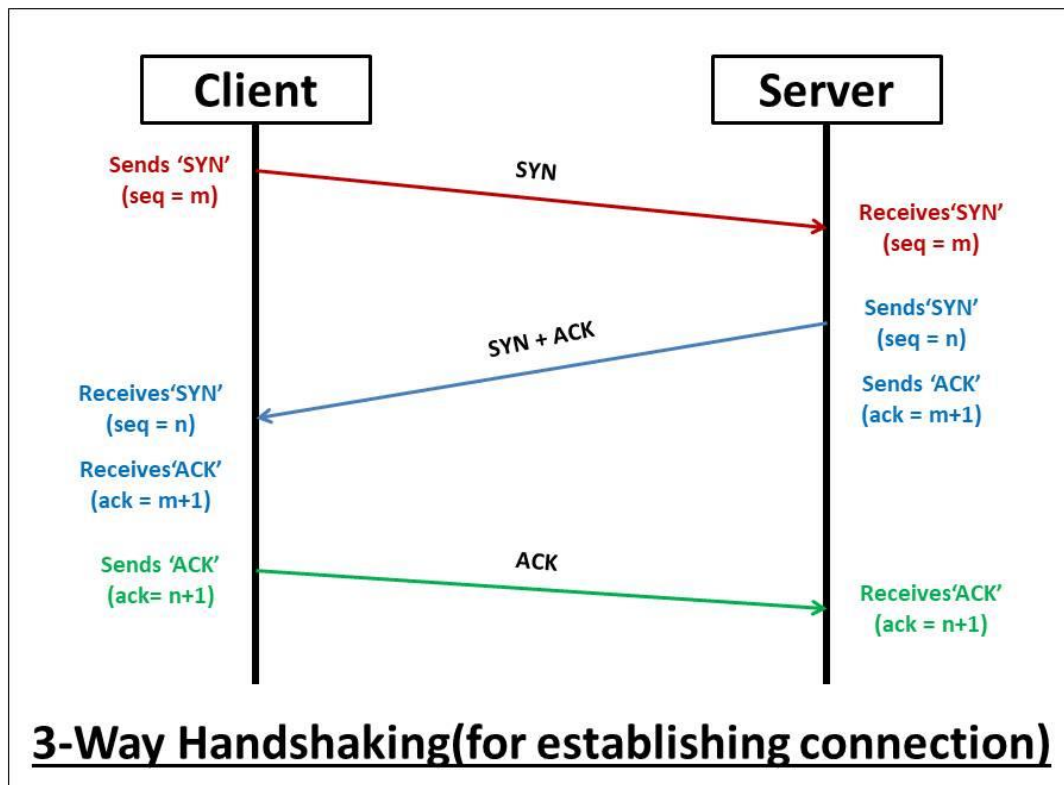 Client
Server
Sends ‘SYN’
(seq = m)
SYN
Receives‘SYN’
(seq = m)
Sends‘SYN’
(seq = n)
SYN + ACK
Sends ‘ACK’
(ack = m+1)
Receives‘SYN’
(seq = n)
Receives‘ACK’
(ack = m+1)
Sends ‘ACK’
(ack= n+1)
ACK
Receives‘ACK’
(ack = n+1)
3-Way Handshaking(for establishing connection)